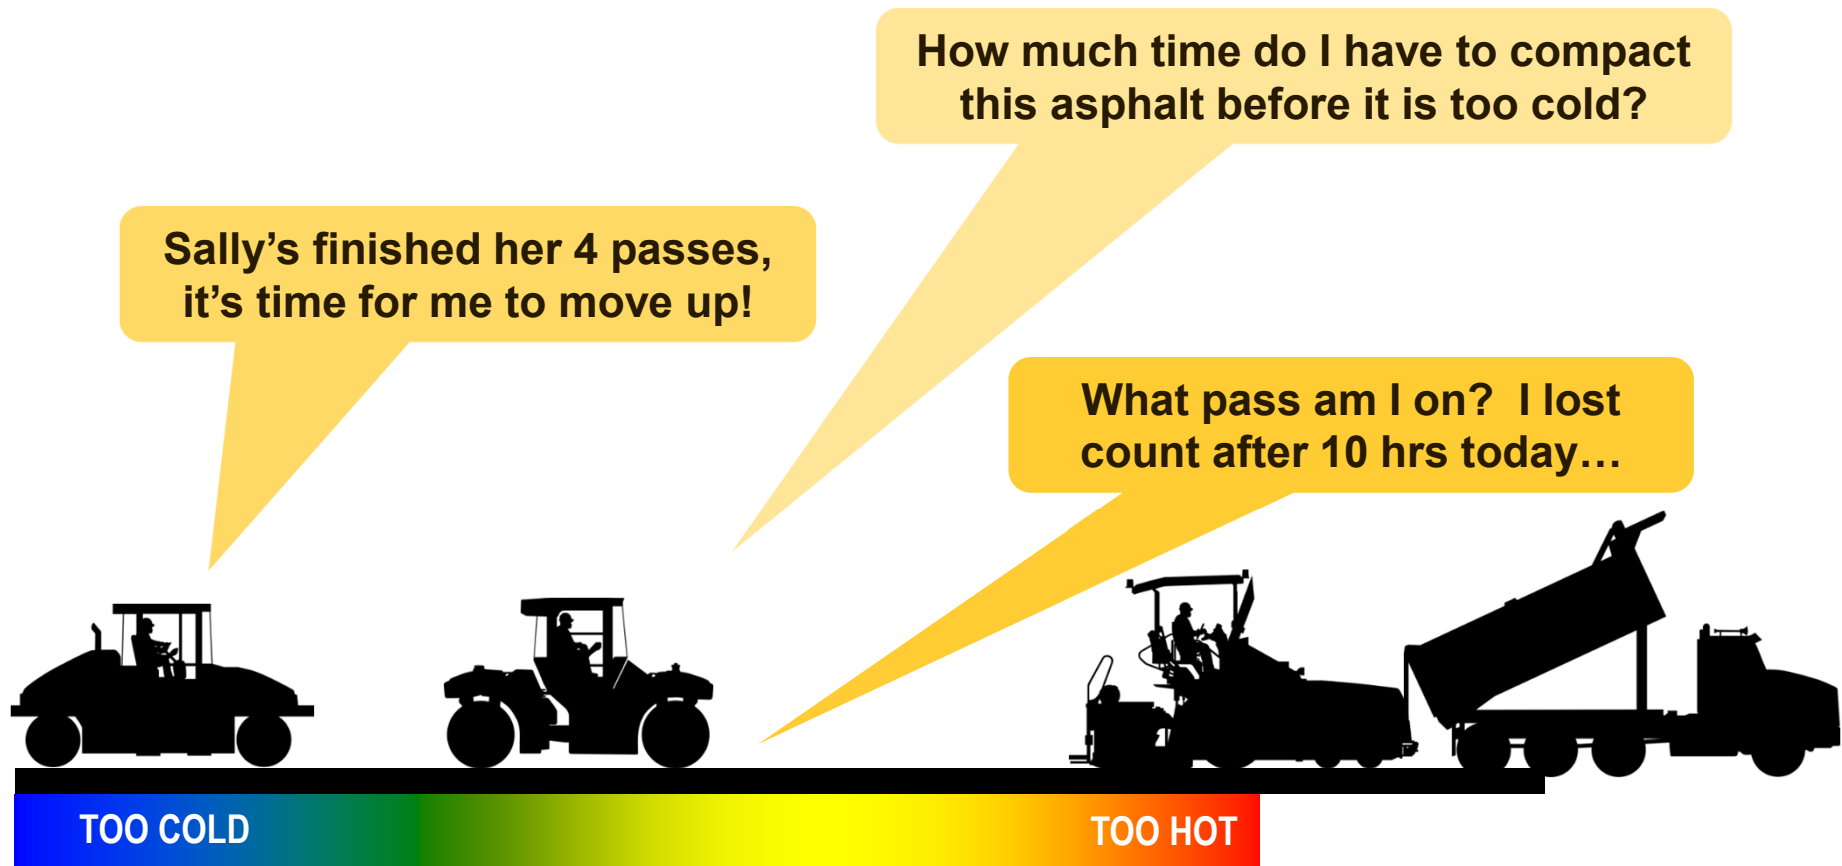 How much time do I have to compact
this asphalt before it is too cold?
Sally’s finished her 4 passes,
it’s time for me to move up!
What pass am I on?  I lost
count after 10 hrs today…
TOO COLD
TOO HOT